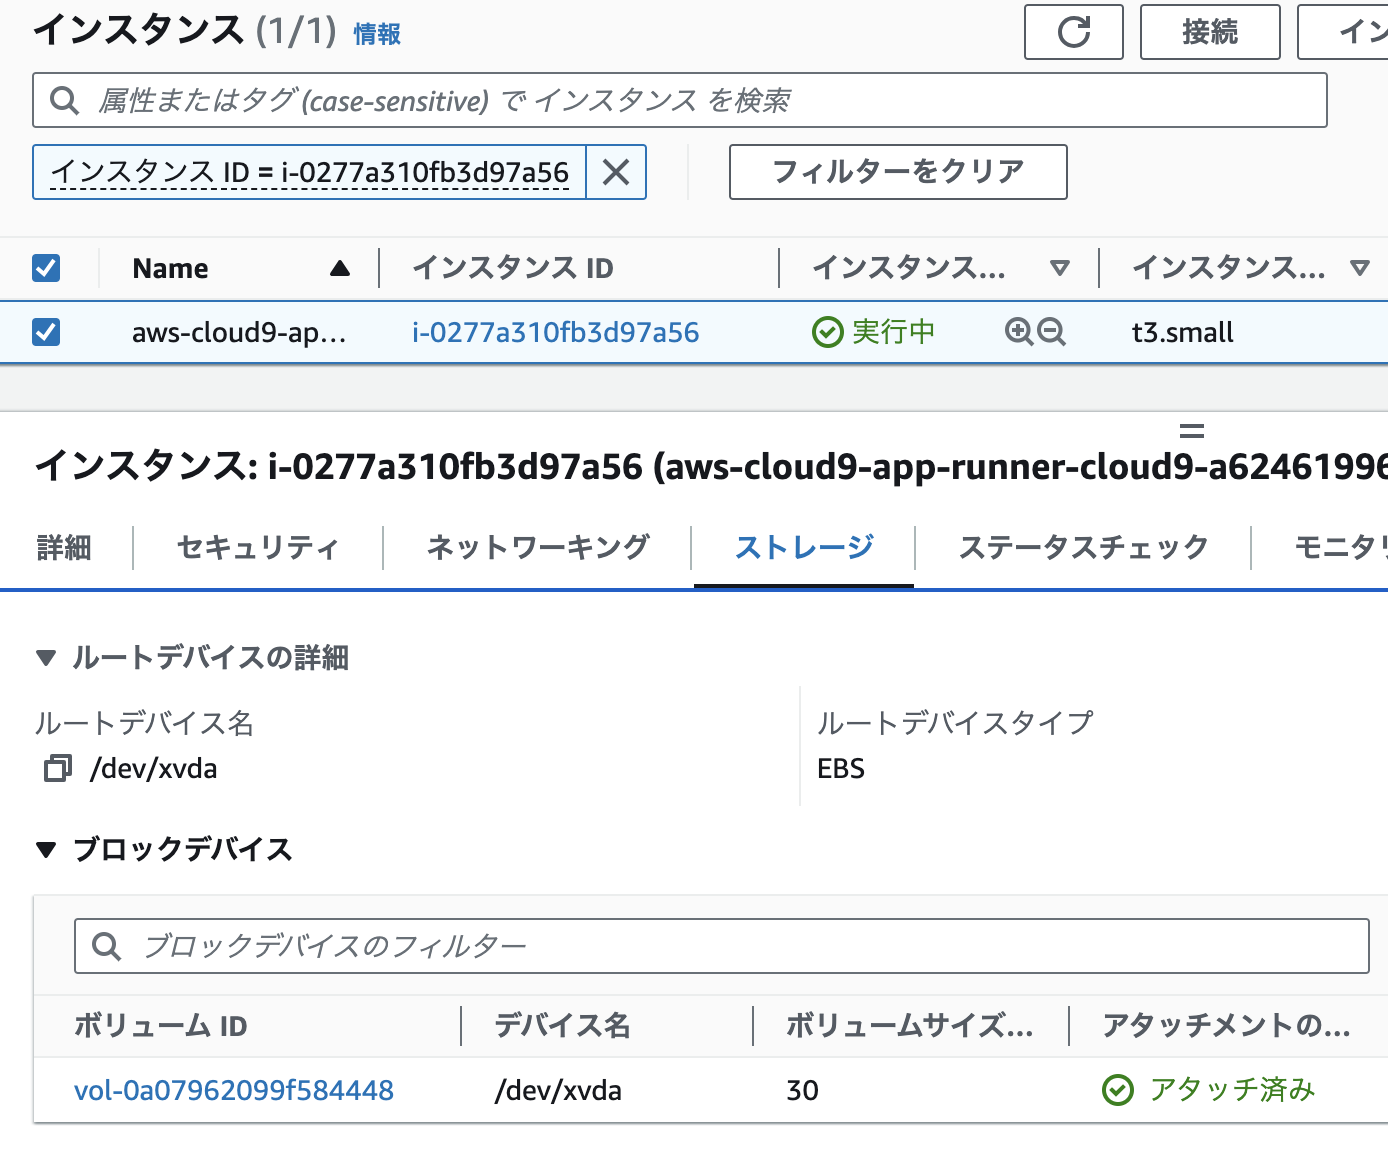 インスタンス (1/1) 情報
接続
イン
属性またはタグ (case-sensitive) で インスタンス を検索
インスタンス ID = i-0277a310fb3d97a56
フィルターをクリア
Name インスタンス ID インスタンス... インスタンス...
aws-cloud9-ap... i-0277a310fb3d97a56 実行中 t3.small
インスタンス: i-0277a310fb3d97a56 (aws-cloud9-app-runner-cloud9-a62461996
詳細 セキュリティ ネットワーキング ストレージ ステータスチェック モニタリ
ルートデバイスの詳細
ルートデバイス名
/dev/xvda
ルートデバイスタイプ
EBS
ブロックデバイス
ブロックデバイスのフィルター
ボリューム ID デバイス名 ボリュームサイズ... アタッチメントの...
vol-0a07962099f584448 /dev/xvda 30 アタッチ済み